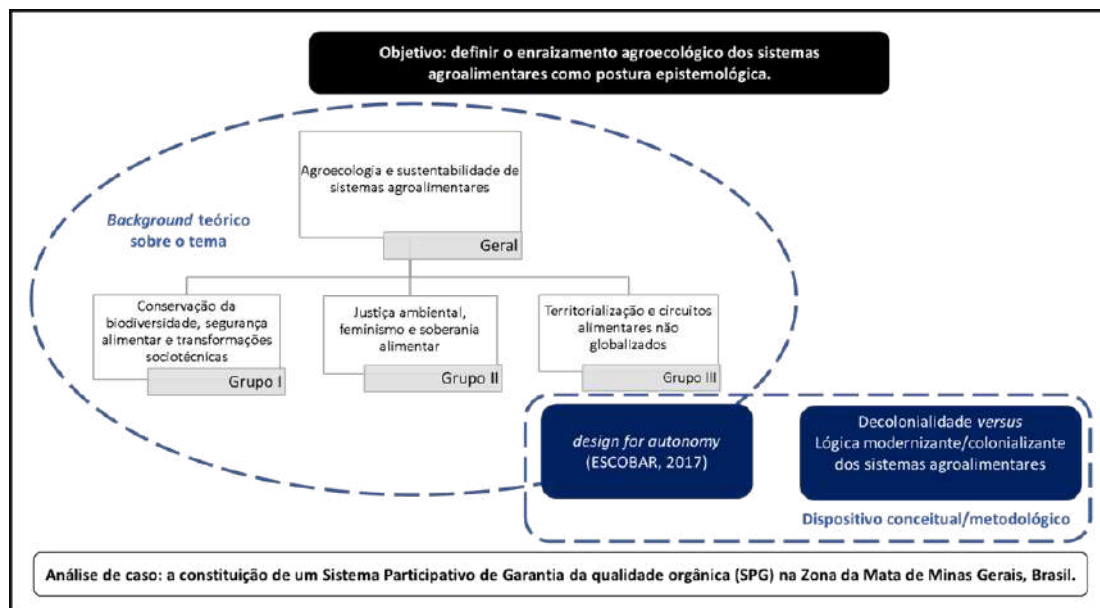 Objetivo: definir o enraizamento agroecológico dos sistemas
agroalimentares como postura epistemológica.
Agroecologia e sustentabilidade de
sistemas agroalimentares
Geral
Background teórico
sobre o tema
Conservação da
biodiversidade, segurança
alimentar e transformações
sociotécnicas
Grupo I
Justiça ambiental,
feminismo e soberania
alimentar
Grupo II
Territorialização e circuitos
alimentares não
globalizados
Grupo III
design for autonomy
(ESCOBAR, 2017)
Decolonialidade versus
Lógica modernizante/colonializante
dos sistemas agroalimentares
Dispositivo conceitual/metodológico
Análise de caso: a constituição de um Sistema Participativo de Garantia da qualidade orgânica (SPG) na Zona da Mata de Minas Gerais, Brasil.